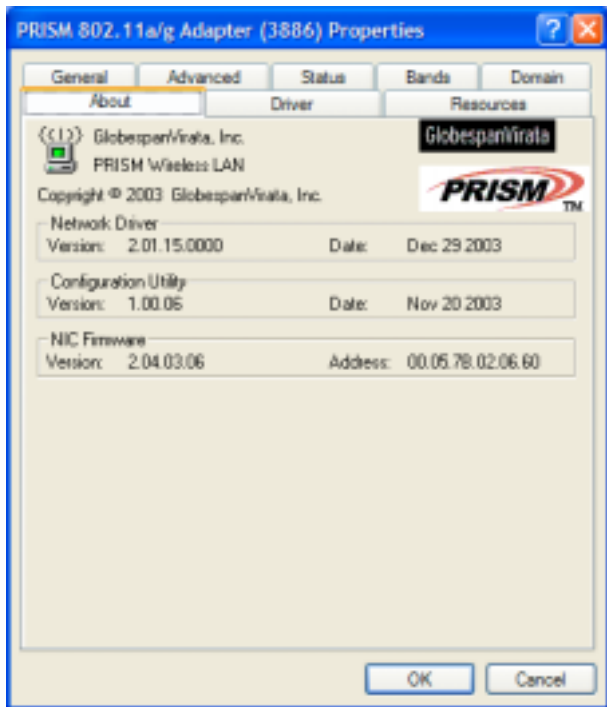 PRISM 802.11a/g Adapter (3886) Properties
General Advanced Status Bands Domain
About Driver Resources
GlobespanVirata, Inc.
PRISM Wireless LAN
GlobespanVirata
Copyright © 2003 GlobespanVirata, Inc.
PRISM TM
Network Driver
Version: 2.01.15.0000 Date: Dec 29 2003
Configuration Utility
Version: 1.00.06 Date: Nov 20 2003
NIC Firmware
Version: 2.04.03.06 Address: 00.05.7B.02.06.60
OK Cancel